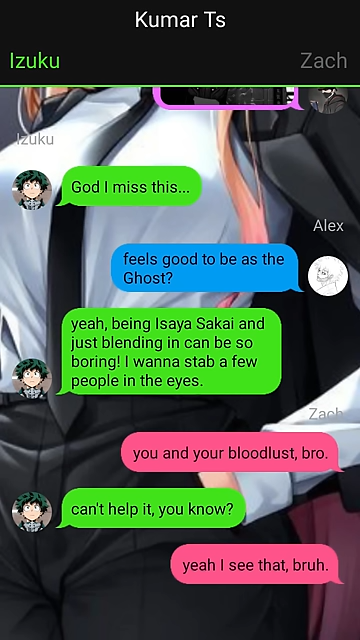 Kumar Ts
Izuku
Zach
Izuku
God I miss this...
Alex
feels good to be as the
Ghost?
yeah, being Isaya Sakai and
just blending in can be so
boring! I wanna stab a few
people in the eyes.
Zach
you and your bloodlust, bro.
can't help it, you know?
yeah I see that, bruh.